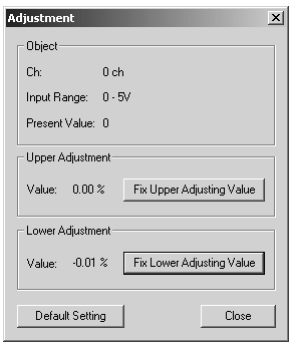 Adjustment
Object
Ch: 0 ch
Input Range: 0 - 5V
Present Value: 0
Upper Adjustment
Value: 0.00 % Fix Upper Adjusting Value
Lower Adjustment
Value: -0.01 % Fix Lower Adjusting Value
Default Setting Close